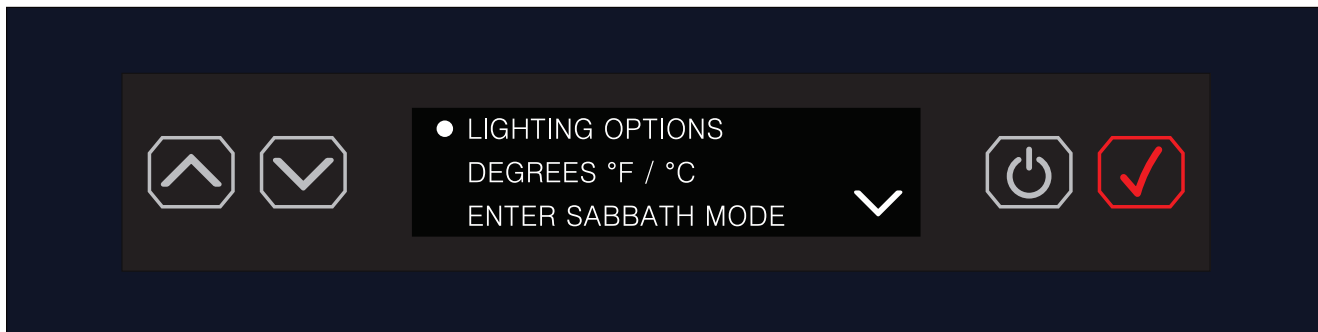 LIGHTING OPTIONS
DEGREES °F / °C
ENTER SABBATH MODE